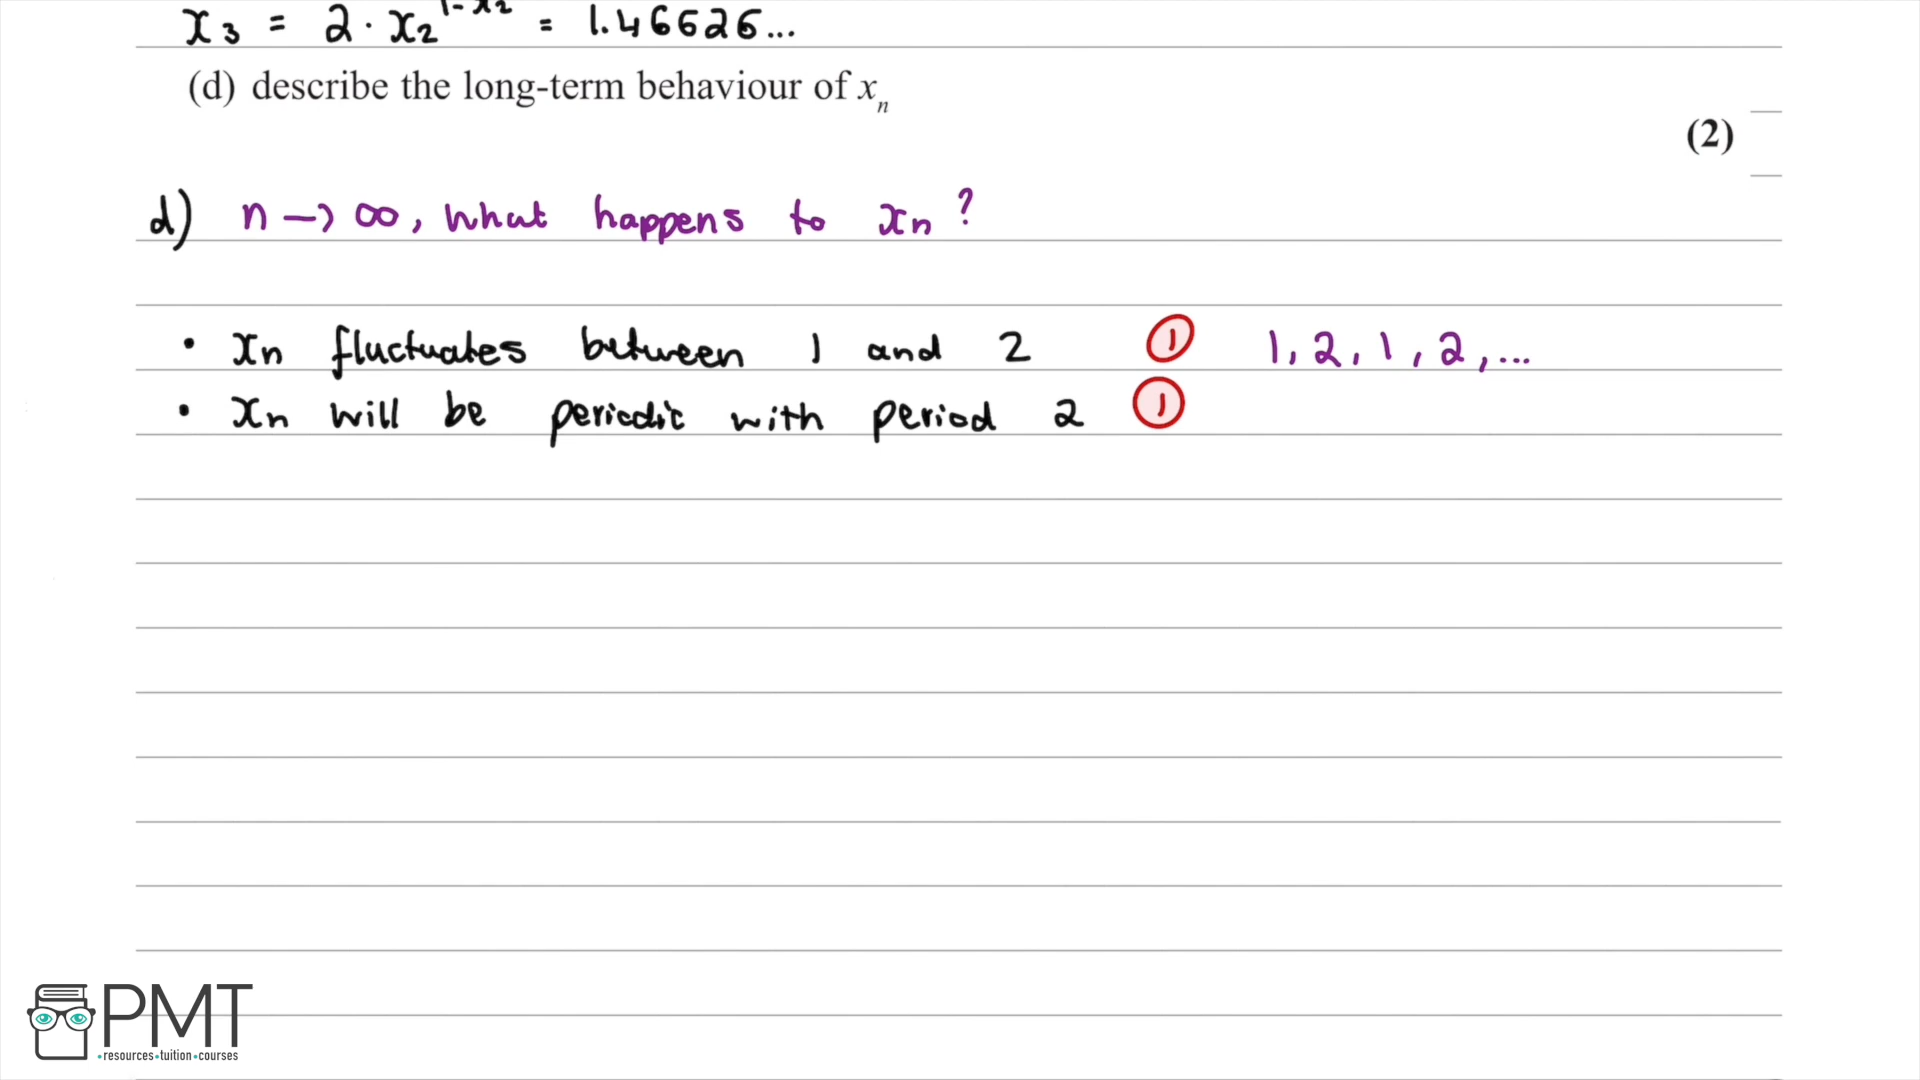 x₃ = 2 · x₂^(1-x₂) = 1.46626...
(d) describe the long-term behaviour of xₙ
(2)
d) n → ∞, what happens to xn?
• xn fluctuates between 1 and 2 ① 1, 2, 1, 2, ...
• xn will be periodic with period 2 ①
PMT
•resources•tuition•courses